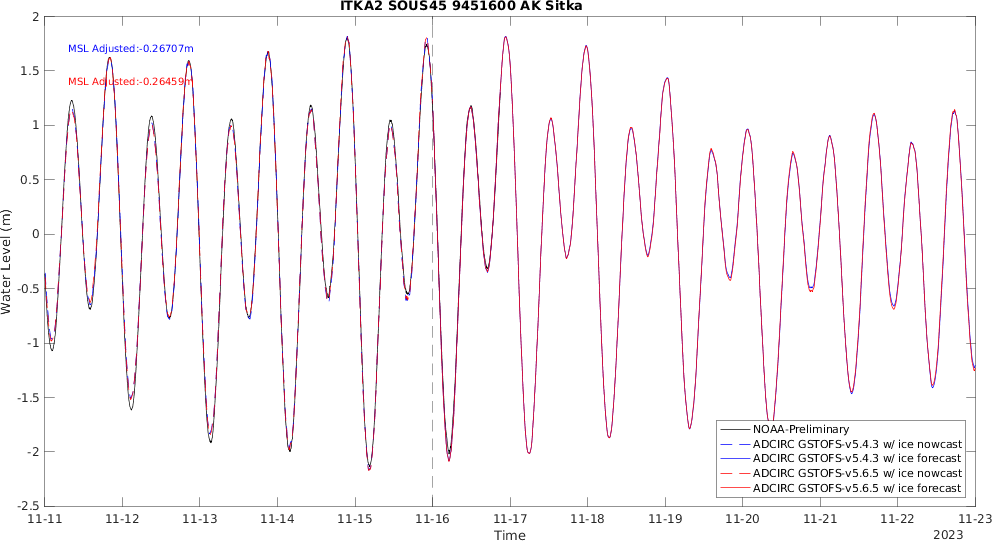 ITKA2 SOUS45 9451600 AK Sitka
MSL Adjusted:-0.26707m
MSL Adjusted:-0.26459m
Water Level (m)
2
1.5
1
0.5
0
-0.5
-1
-1.5
-2
-2.5
NOAA-Preliminary
ADCIRC GSTOFS-v5.4.3 w/ ice nowcast
ADCIRC GSTOFS-v5.4.3 w/ ice forecast
ADCIRC GSTOFS-v5.6.5 w/ ice nowcast
ADCIRC GSTOFS-v5.6.5 w/ ice forecast
11-11 11-12 11-13 11-14 11-15 11-16 11-17 11-18 11-19 11-20 11-21 11-22 11-23
Time
2023